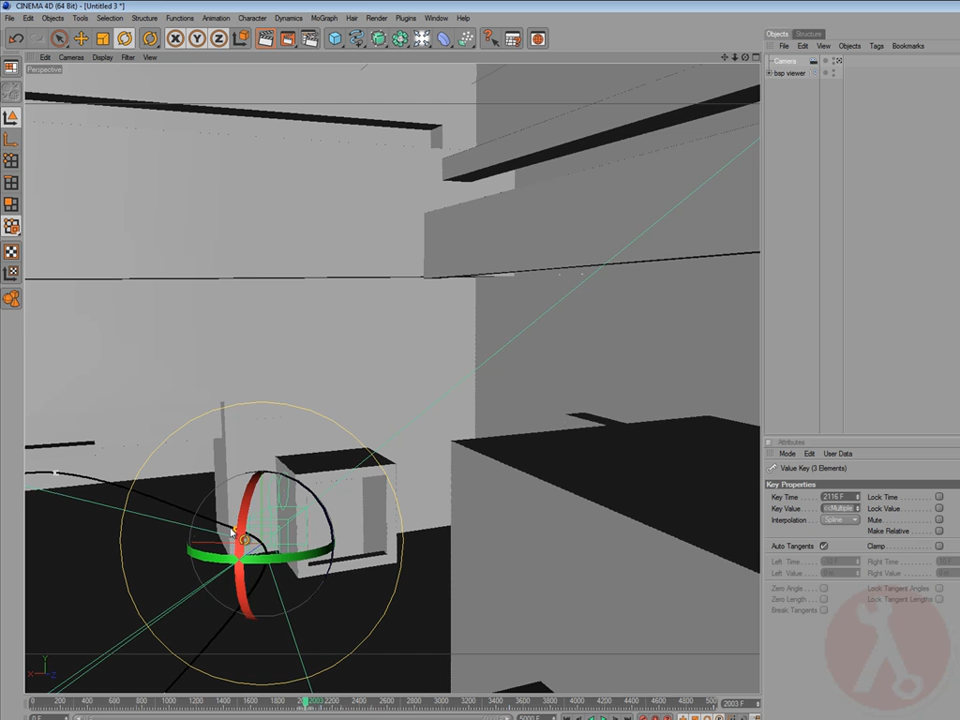 CINEMA 4D (64 Bit) - [Untitled 3 *]
File Edit Objects Tools Selection Structure Functions Animation Character Dynamics MoGraph Hair Render Plugins Window Help
X Y Z
Edit Cameras Display Filter View
Perspective
Objects Structure
File Edit View Objects Tags Bookmarks
Camera
bsp viewer
Attributes
Mode Edit User Data
Value Key (3 Elements)
Key Properties
Key Time 2116 F Lock Time
Key Value <<Multiple Lock Value
Interpolation Spline Mute
Make Relative
Auto Tangents Clamp
Left Time Right Time
Left Value Right Value
Zero Angle Lock Tangent Angles
Zero Length Lock Tangent Lengths
Break Tangents
Y
X Z
0 200 400 600 800 1000 1200 1400 1600 1800 2200 2400 2600 2800 3000 3200 3400 3600 3800 4000 4200 4400 4600 4800 2003 F
0 F 5000 F